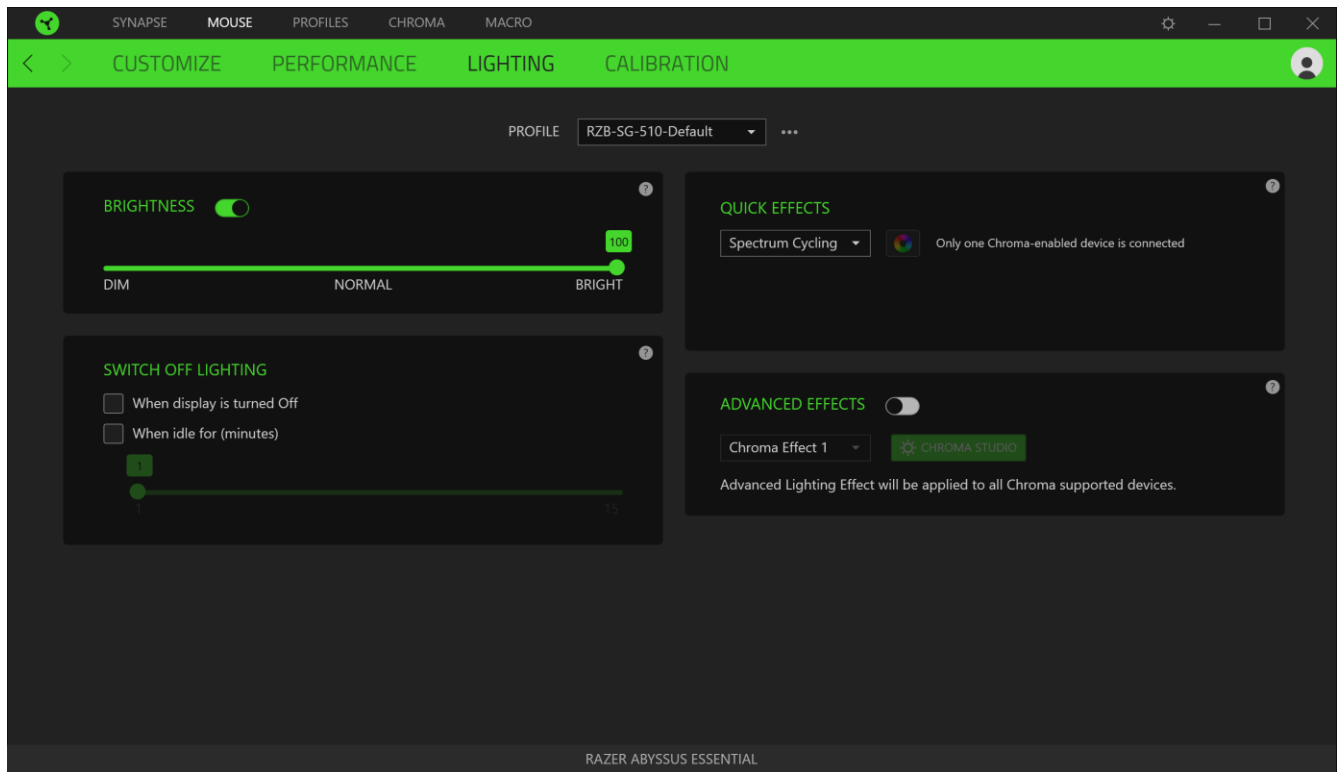 SYNAPSE MOUSE PROFILES CHROMA MACRO
CUSTOMIZE PERFORMANCE LIGHTING CALIBRATION
PROFILE RZB-SG-510-Default
BRIGHTNESS
?
100
DIM NORMAL BRIGHT
SWITCH OFF LIGHTING
?
When display is turned Off
When idle for (minutes)
1
1 15
QUICK EFFECTS
?
Spectrum Cycling Only one Chroma-enabled device is connected
ADVANCED EFFECTS
?
Chroma Effect 1 CHROMA STUDIO
Advanced Lighting Effect will be applied to all Chroma supported devices.
RAZER ABYSSUS ESSENTIAL